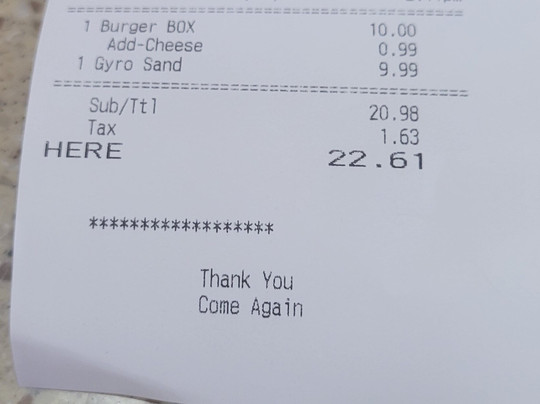 ==========================================
1 Burger BOX 10.00
Add-Cheese 0.99
1 Gyro Sand 9.99
==========================================
Sub/Ttl 20.98
Tax 1.63
HERE 22.61
******************
Thank You
Come Again